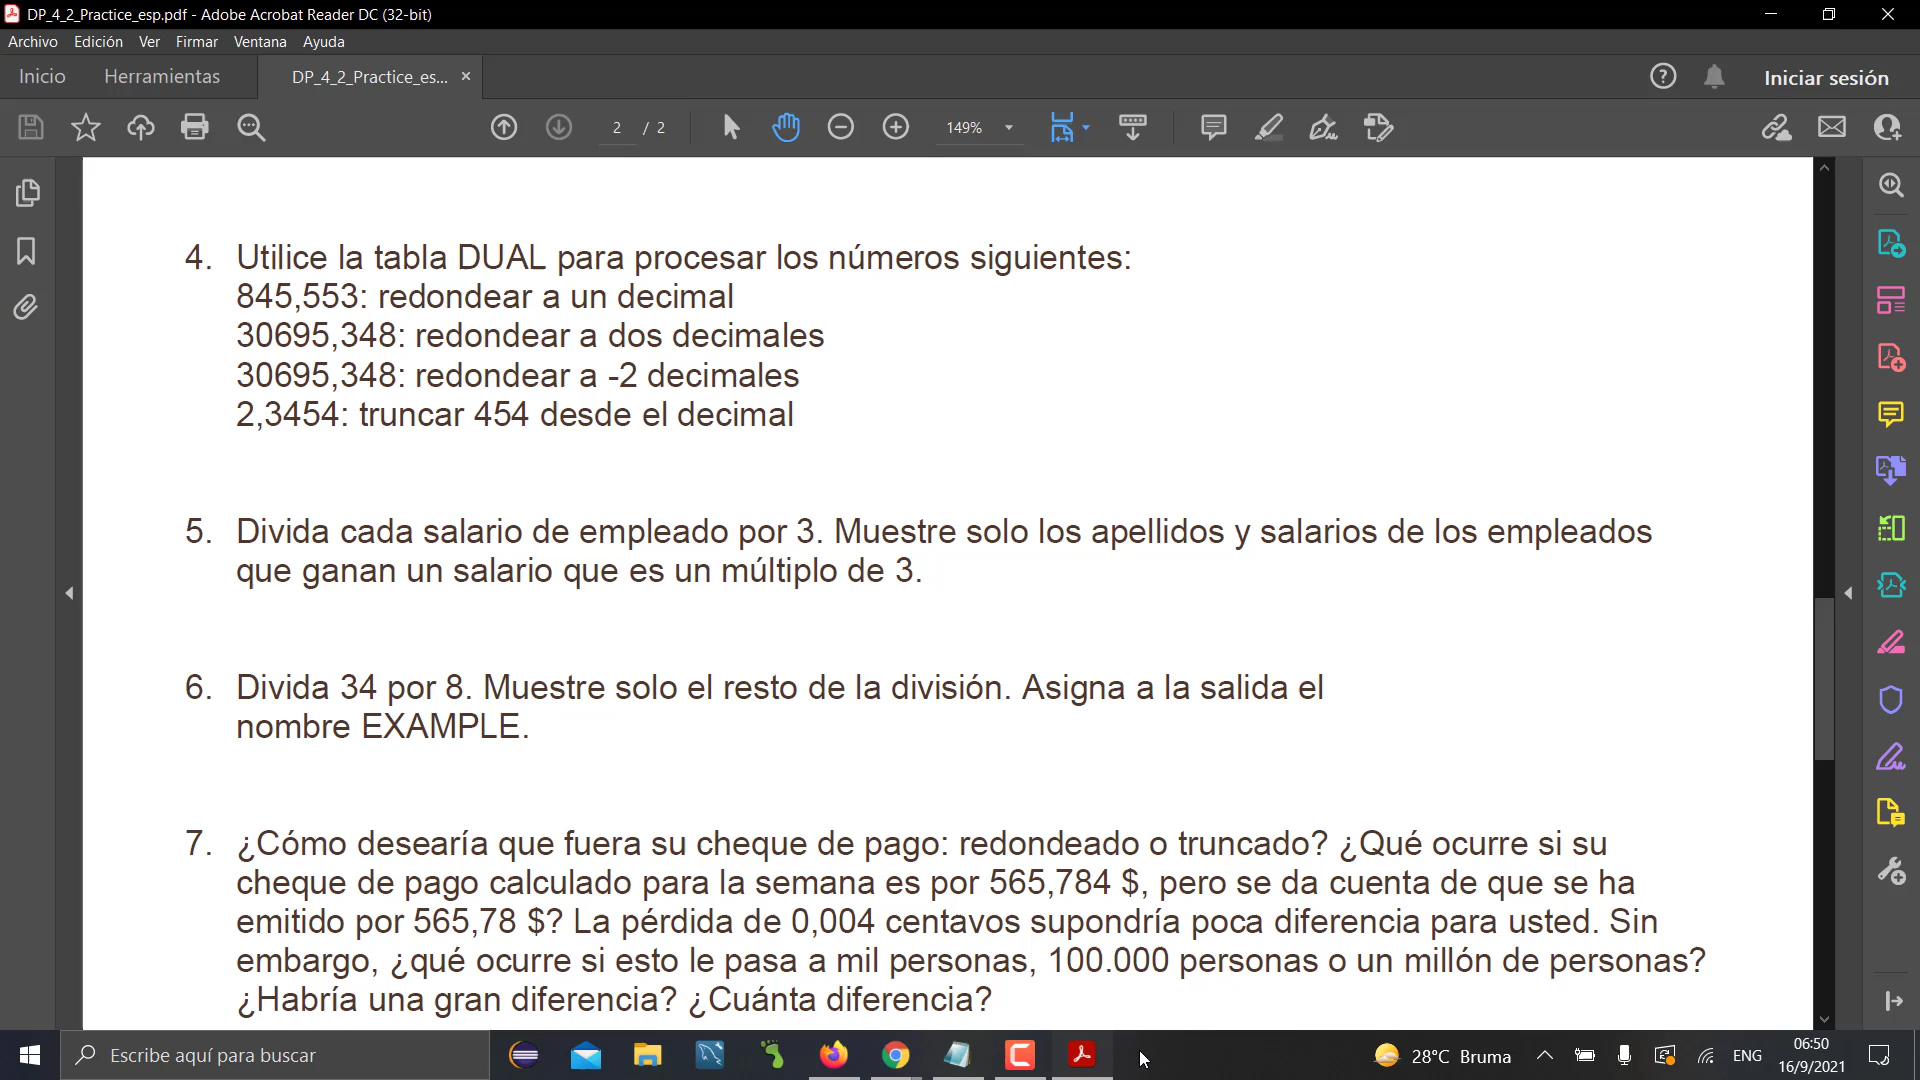 DP_4_2_Practice_esp.pdf - Adobe Acrobat Reader DC (32-bit)
Archivo Edición Ver Firmar Ventana Ayuda
Inicio Herramientas DP_4_2_Practice_es... × Iniciar sesión
2 / 2 149%
4. Utilice la tabla DUAL para procesar los números siguientes:
845,553: redondear a un decimal
30695,348: redondear a dos decimales
30695,348: redondear a -2 decimales
2,3454: truncar 454 desde el decimal
5. Divida cada salario de empleado por 3. Muestre solo los apellidos y salarios de los empleados
que ganan un salario que es un múltiplo de 3.
6. Divida 34 por 8. Muestre solo el resto de la división. Asigna a la salida el
nombre EXAMPLE.
7. ¿Cómo desearía que fuera su cheque de pago: redondeado o truncado? ¿Qué ocurre si su
cheque de pago calculado para la semana es por 565,784 $, pero se da cuenta de que se ha
emitido por 565,78 $? La pérdida de 0,004 centavos supondría poca diferencia para usted. Sin
embargo, ¿qué ocurre si esto le pasa a mil personas, 100.000 personas o un millón de personas?
¿Habría una gran diferencia? ¿Cuánta diferencia?
Escribe aquí para buscar 28°C Bruma ENG 06:50
16/9/2021